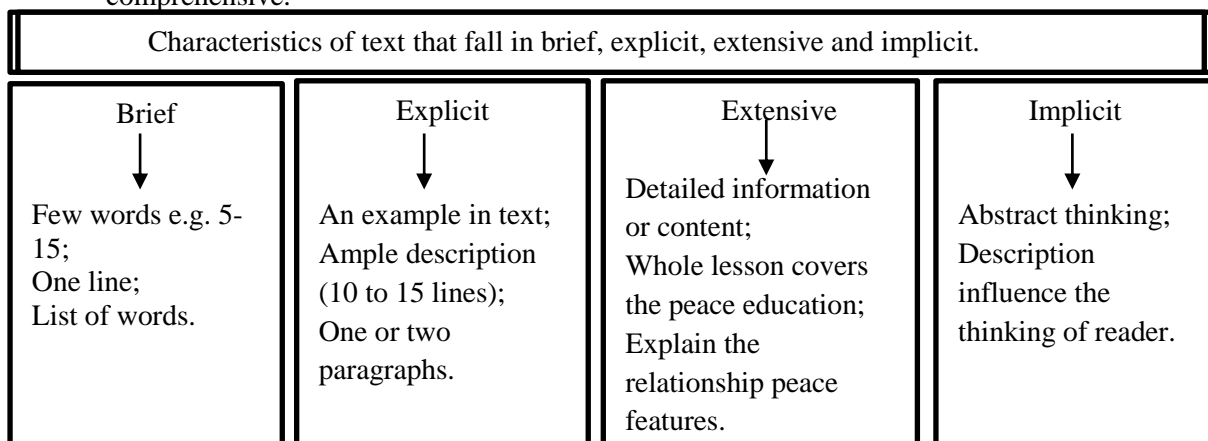 comprehensive.
Characteristics of text that fall in brief, explicit, extensive and implicit.
Brief
Few words e.g. 5-
15;
One line;
List of words.
Explicit
An example in text;
Ample description
(10 to 15 lines);
One or two
paragraphs.
Extensive
Detailed information
or content;
Whole lesson covers
the peace education;
Explain the
relationship peace
features.
Implicit
Abstract thinking;
Description
influence the
thinking of reader.